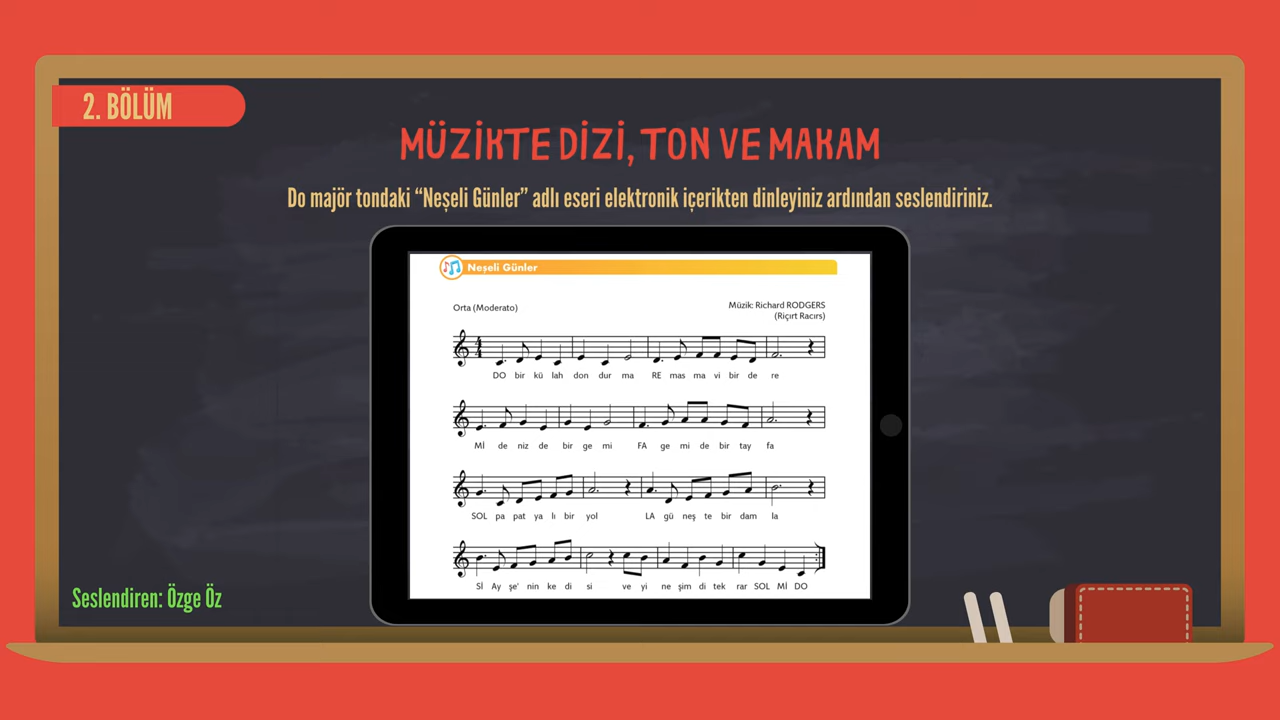 2. BÖLÜM
MÜZİKTE DİZİ, TON VE MAKAM
Do majör tondaki “Neşeli Günler” adlı eseri elektronik içerikten dinleyiniz ardından seslendiriniz.
Neşeli Günler
Orta (Moderato)
Müzik: Richard RODGERS
(Riçırt Racırs)
4
4
DO bir kü lah don dur ma RE mas ma vi bir de re
Mİ de niz de bir ge mi FA ge mi de bir tay fa
SOL pa pat ya lı bir yol LA gü neş te bir dam la
Sİ Ay şe' nin ke di si ve yi ne şim di tek rar SOL Mİ DO
Seslendiren: Özge Öz